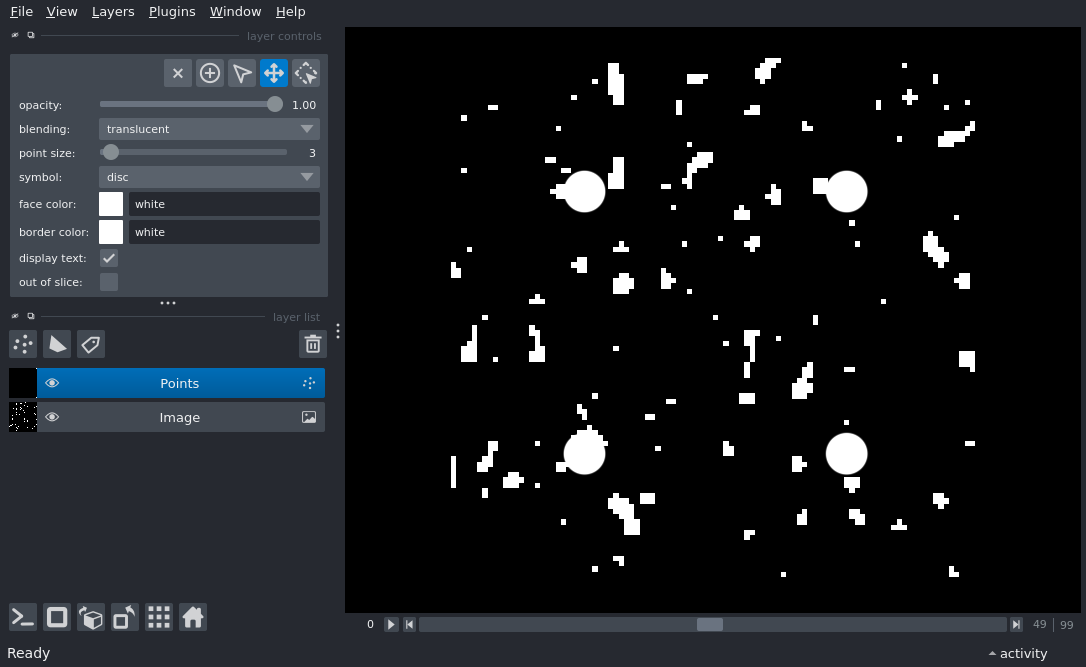 File View Layers Plugins Window Help
layer controls
opacity: 1.00
blending: translucent
point size: 3
symbol: disc
face color: white
border color: white
display text:
out of slice:
layer list
Points
Image
0 49 99
Ready activity